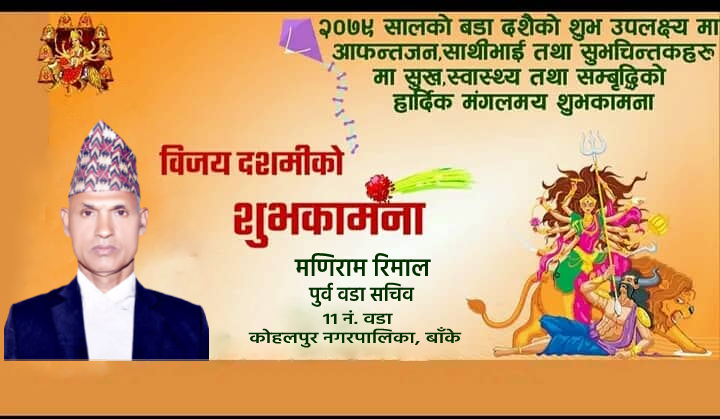 २०७९ सालको बडा दशैको शुभ उपलक्ष्य मा
आफन्तजन,साथीभाई तथा सुभचिन्तकहरु
मा सुख,स्वास्थ्य तथा सम्बृद्धिको
हार्दिक मंगलमय शुभकामना
विजय दशमीको
शुभकामना
मणिराम रिमाल
पुर्व वडा सचिव
11 नं. वडा
कोहलपुर नगरपालिका, बाँके